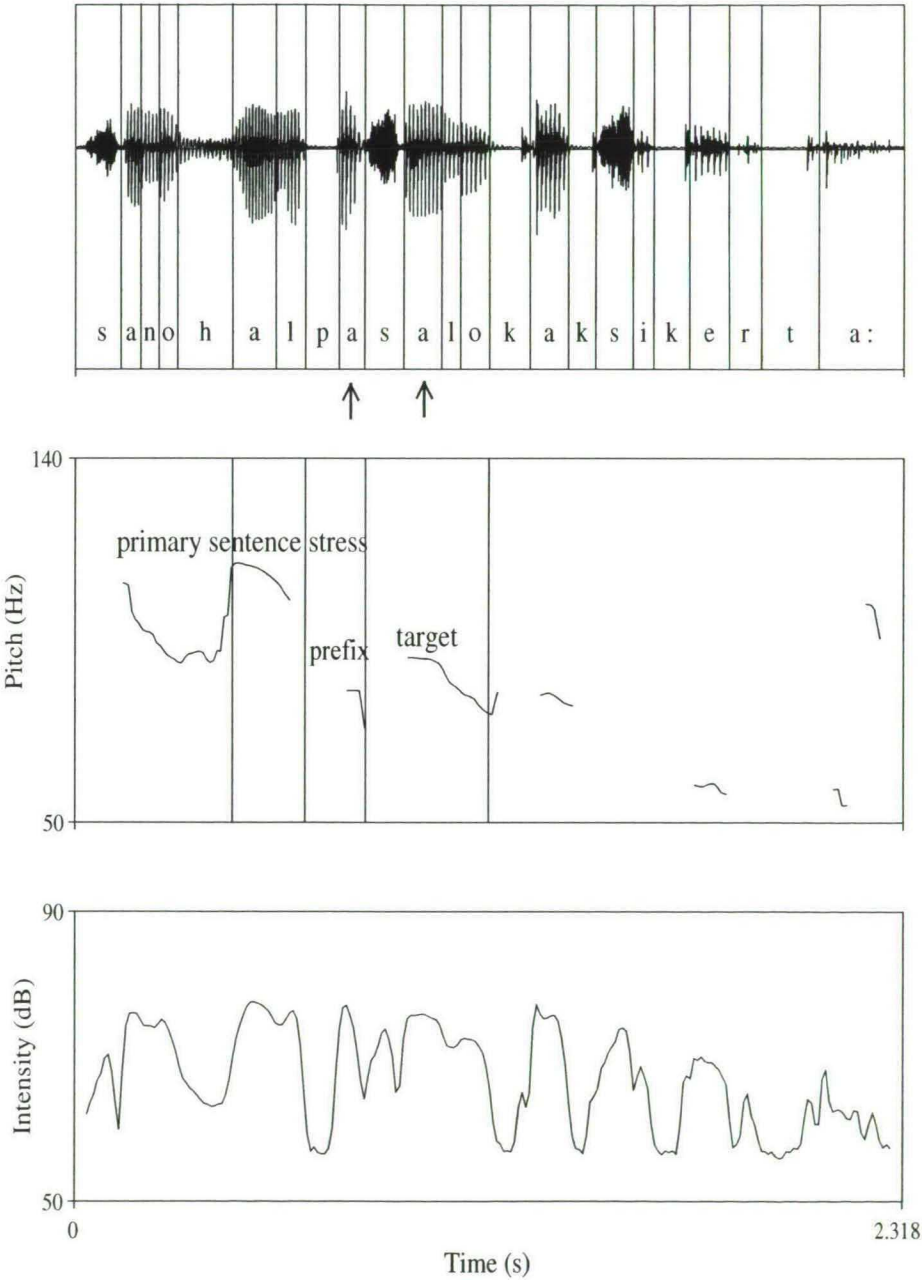 s a n o h a l p a s a l o k a k s i k e r t a:
140
primary sentence stress
prefix
target
Pitch (Hz)
50
90
Intensity (dB)
50
0
2.318
Time (s)